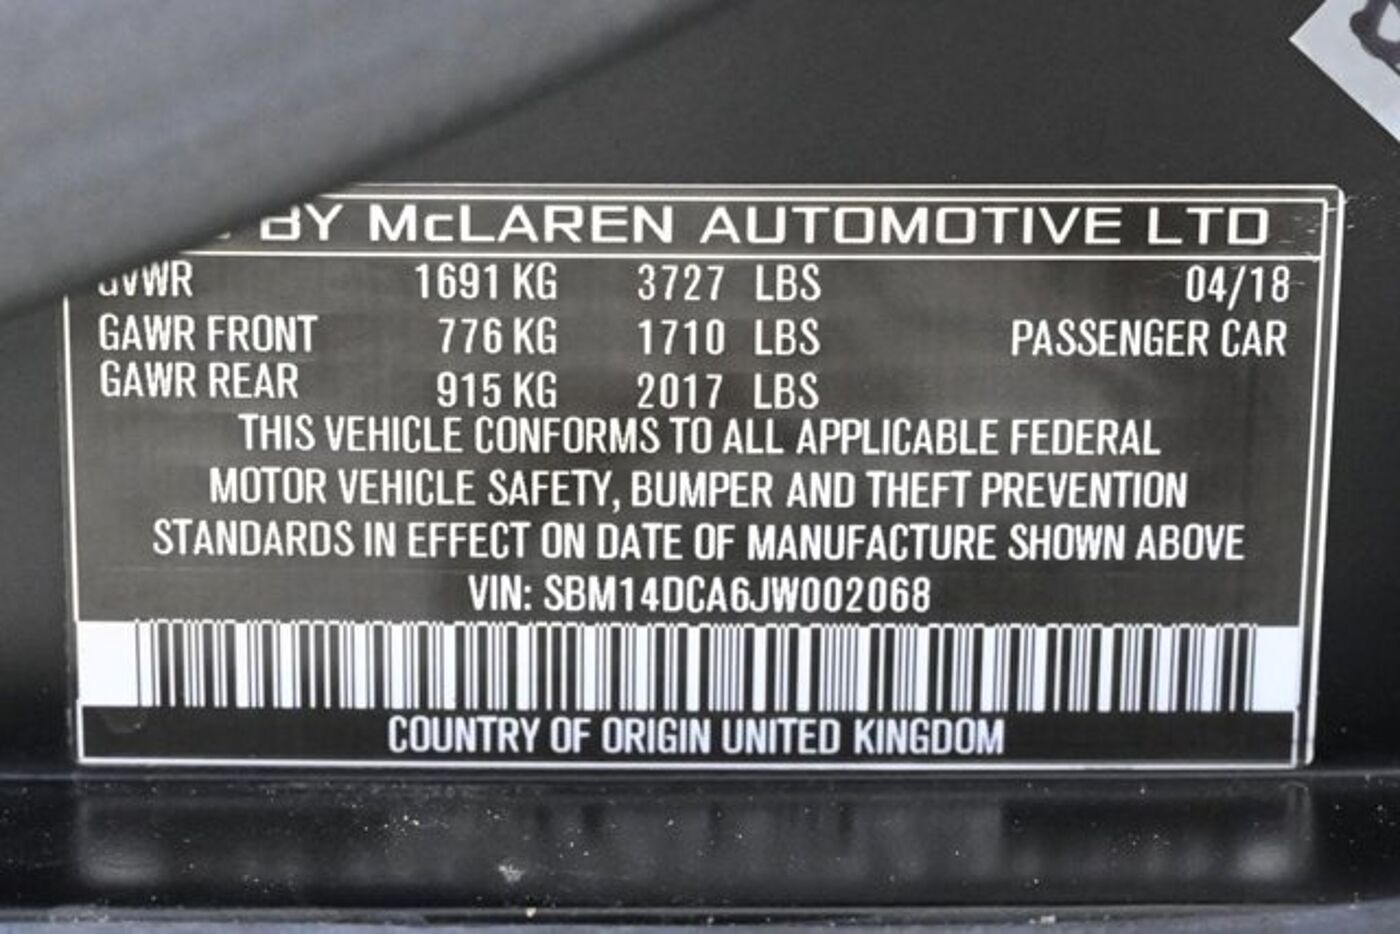 BY McLAREN AUTOMOTIVE LTD
GVWR 1691 KG 3727 LBS 04/18
GAWR FRONT 776 KG 1710 LBS PASSENGER CAR
GAWR REAR 915 KG 2017 LBS
THIS VEHICLE CONFORMS TO ALL APPLICABLE FEDERAL
MOTOR VEHICLE SAFETY, BUMPER AND THEFT PREVENTION
STANDARDS IN EFFECT ON DATE OF MANUFACTURE SHOWN ABOVE
VIN: SBM14DCA6JW002068
COUNTRY OF ORIGIN UNITED KINGDOM